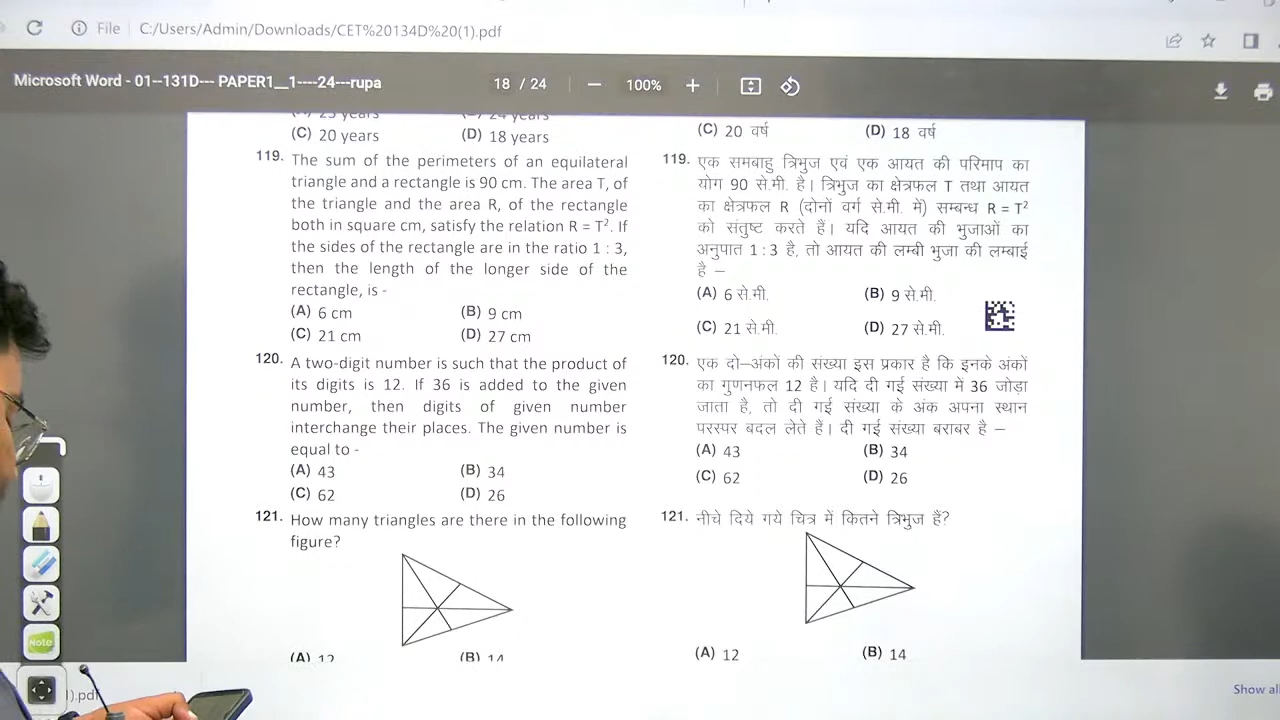 File C:/Users/Admin/Downloads/CET%20134D%20(1).pdf
Microsoft Word - 01--131D--- PAPER1__1----24---rupa
18 / 24
100%
(C) 20 years (D) 18 years
119. The sum of the perimeters of an equilateral
triangle and a rectangle is 90 cm. The area T, of
the triangle and the area R, of the rectangle
both in square cm, satisfy the relation R = T². If
the sides of the rectangle are in the ratio 1 : 3,
then the length of the longer side of the
rectangle, is -
(A) 6 cm (B) 9 cm
(C) 21 cm (D) 27 cm
120. A two-digit number is such that the product of
its digits is 12. If 36 is added to the given
number, then digits of given number
interchange their places. The given number is
equal to -
(A) 43 (B) 34
(C) 62 (D) 26
121. How many triangles are there in the following
figure?
(A) 12 (B) 14
(C) 20 वर्ष (D) 18 वर्ष
119. एक समबाहु त्रिभुज एवं एक आयत की परिमाप का
योग 90 से.मी. है। त्रिभुज का क्षेत्रफल T तथा आयत
का क्षेत्रफल R (दोनों वर्ग से.मी. में) सम्बन्ध R = T²
को संतुष्ट करते हैं। यदि आयत की भुजाओं का
अनुपात 1 : 3 है, तो आयत की लम्बी भुजा की लम्बाई
है –
(A) 6 से.मी. (B) 9 से.मी.
(C) 21 से.मी. (D) 27 से.मी.
120. एक दो–अंकों की संख्या इस प्रकार है कि इनके अंकों
का गुणनफल 12 है। यदि दी गई संख्या में 36 जोड़ा
जाता है, तो दी गई संख्या के अंक अपना स्थान
परस्पर बदल लेते हैं। दी गई संख्या बराबर है –
(A) 43 (B) 34
(C) 62 (D) 26
121. नीचे दिये गये चित्र में कितने त्रिभुज हैं?
(A) 12 (B) 14
Note
1).pdf
Show all